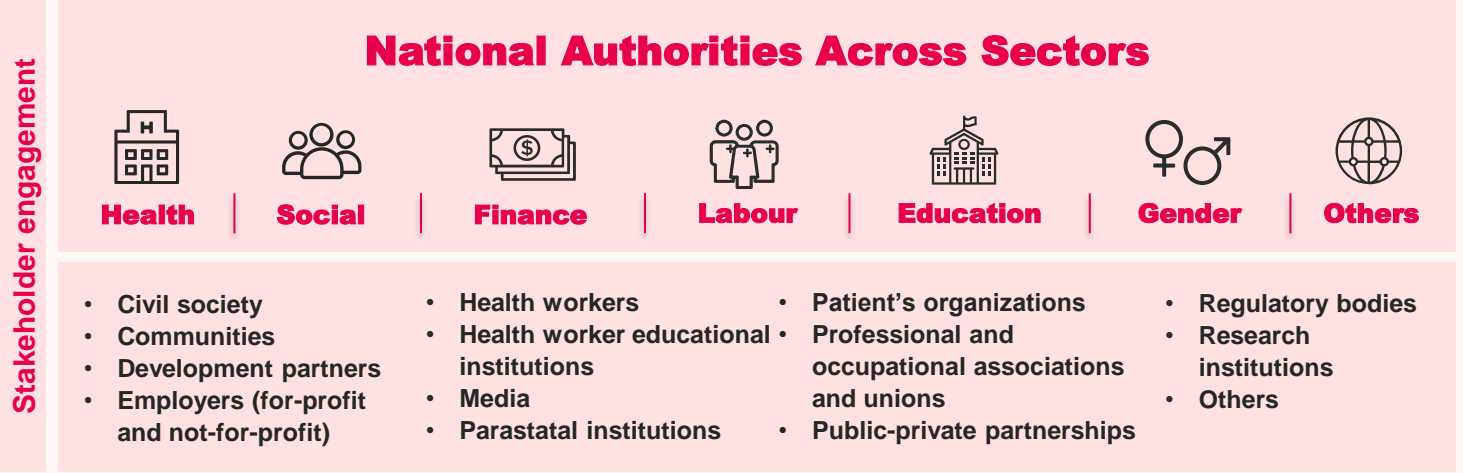 Stakeholder engagement
National Authorities Across Sectors
H
$
Health
Social
Finance
Labour
Education
Gender
Others
• Civil society
• Communities
• Development partners
• Employers (for-profit
and not-for-profit)
• Health workers
• Health worker educational
institutions
• Media
• Parastatal institutions
• Patient's organizations
• Professional and
occupational associations
and unions
• Public-private partnerships
• Regulatory bodies
• Research
institutions
• Others